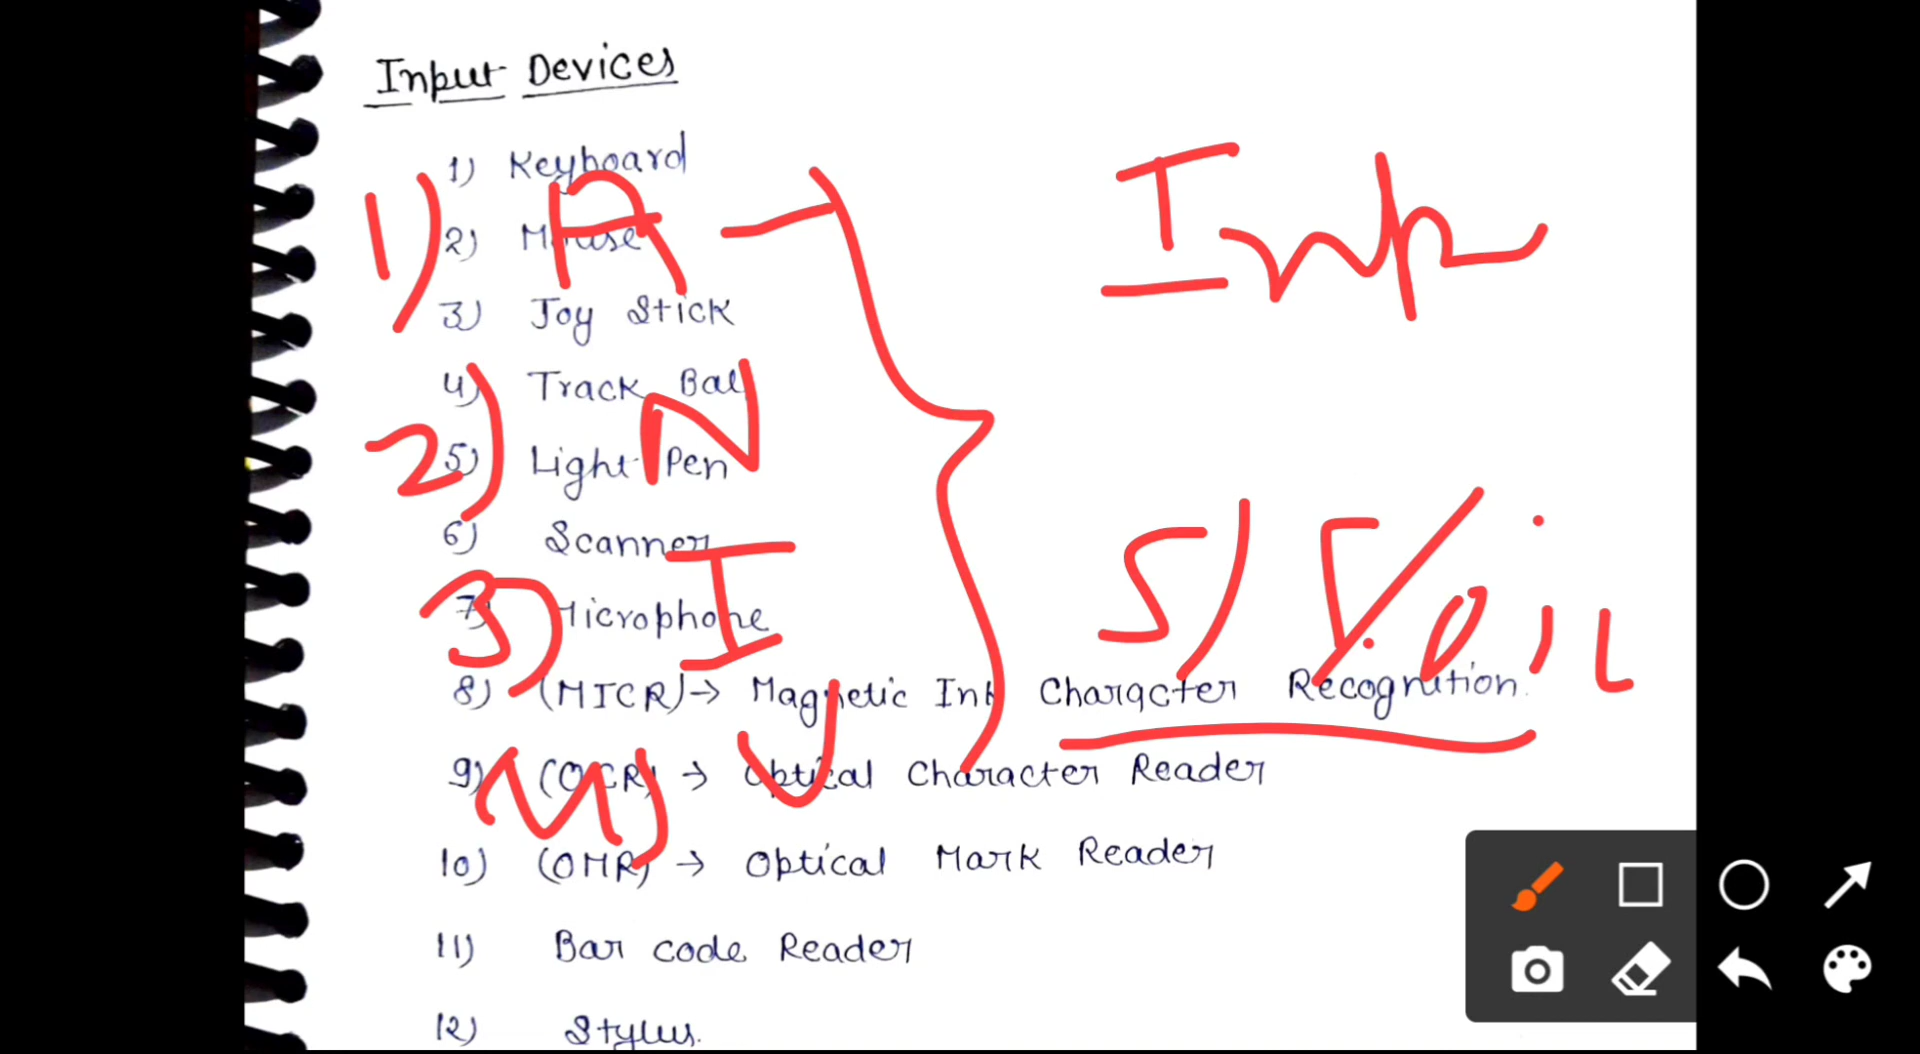 Input Devices
1) Keyboard
2) Mouse
3) Joy Stick
4) Track Ball
5) Light Pen
6) Scanner
7) Microphone
8) (MICR) → Magnetic Ink Character Recognition.
9) (OCR) → Optical Character Reader
10) (OMR) → Optical Mark Reader
11) Bar code Reader
12) Stylus.
1) A
2) N
3) I
4) U
Inp
5)